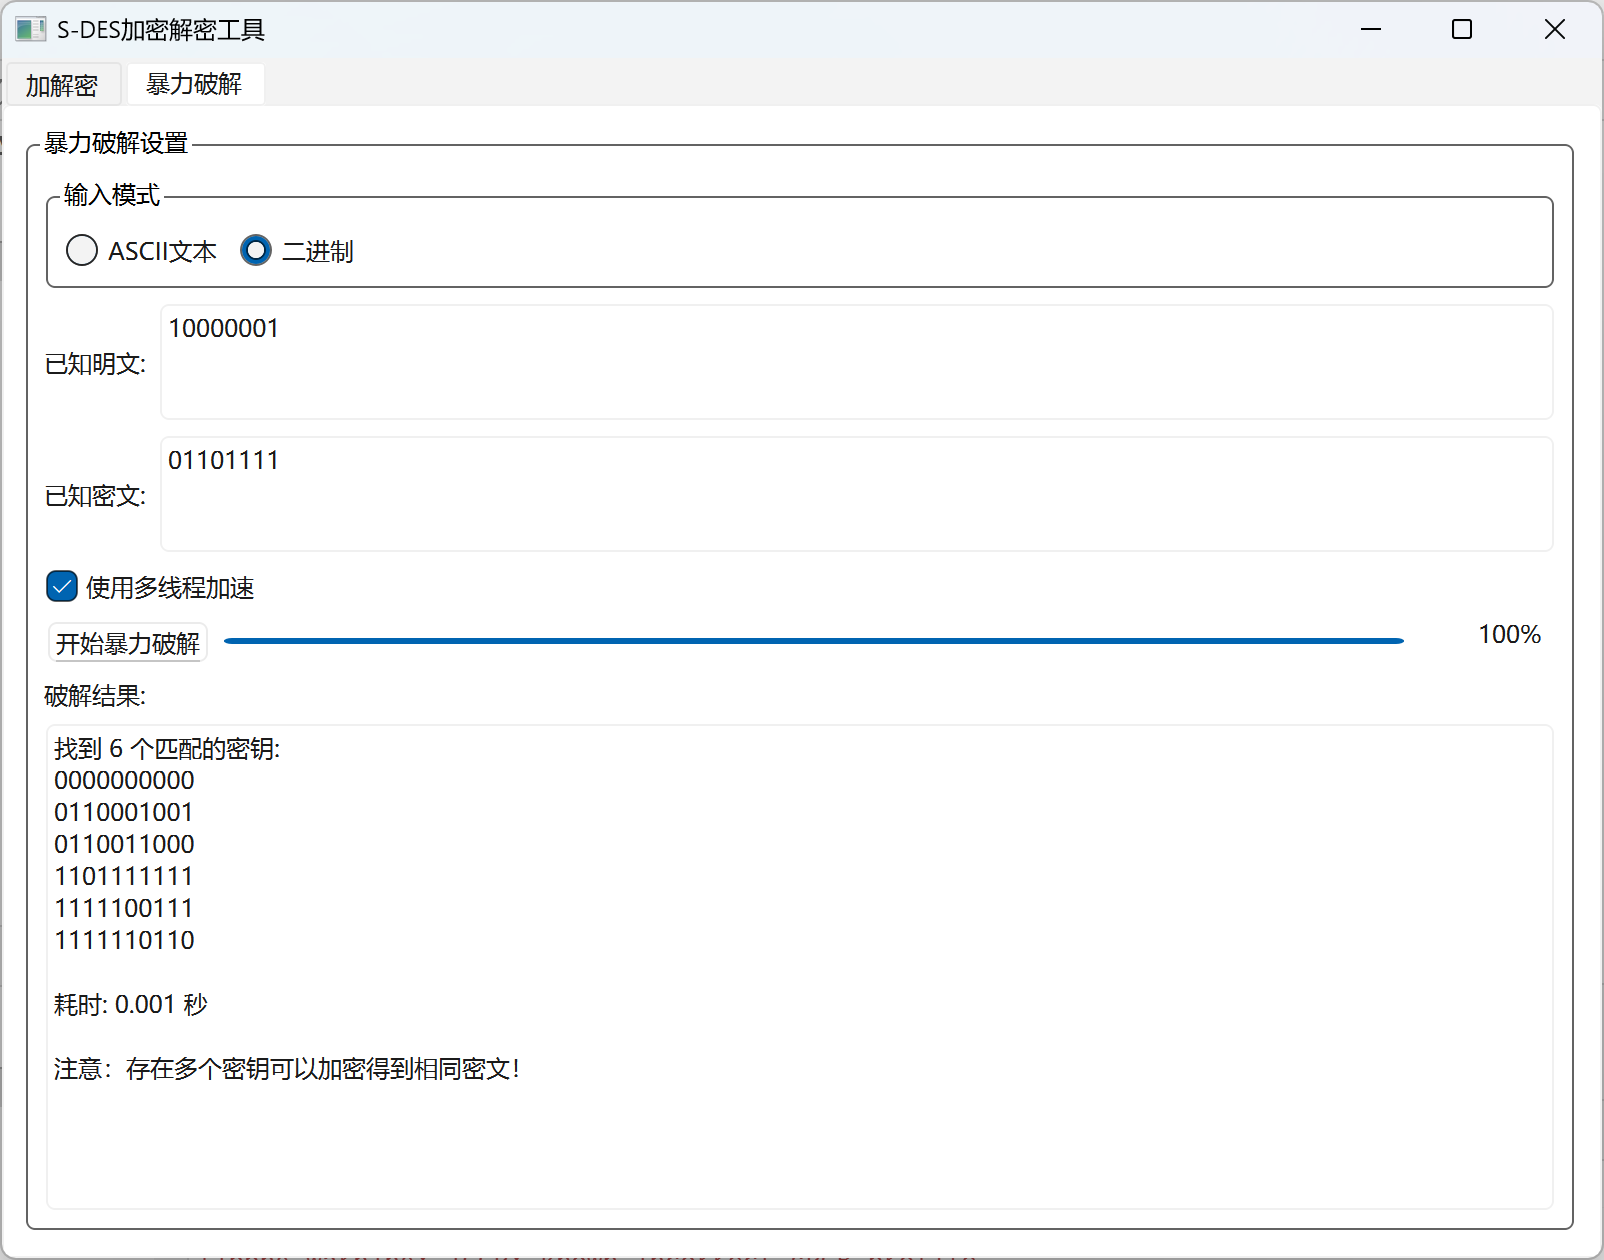 S-DES加密解密工具
加解密 暴力破解
暴力破解设置
输入模式
ASCII文本 二进制
已知明文: 10000001
已知密文: 01101111
使用多线程加速
开始暴力破解 100%
破解结果:
找到 6 个匹配的密钥:
0000000000
0110001001
0110011000
1101111111
1111100111
1111110110
耗时: 0.001 秒
注意：存在多个密钥可以加密得到相同密文！